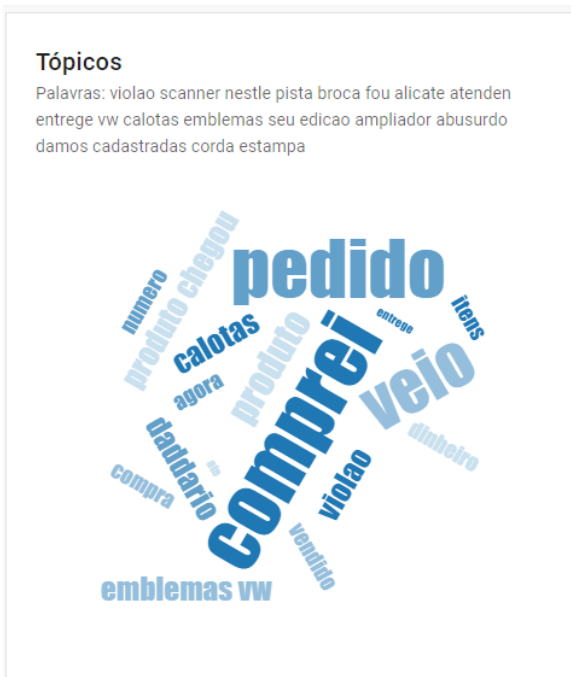 Tópicos
Palavras: violao scanner nestle pista broca fou alicate atenden
entrege vw calotas emblemas seu edicao ampliador abusurdo
damos cadastradas corda estampa
pedido
produto chegou
numero
itens
entrege
calotas
produto
comprei
veio
agora
dinheiro
daddario
violao
compra
vendido
emblemas vw